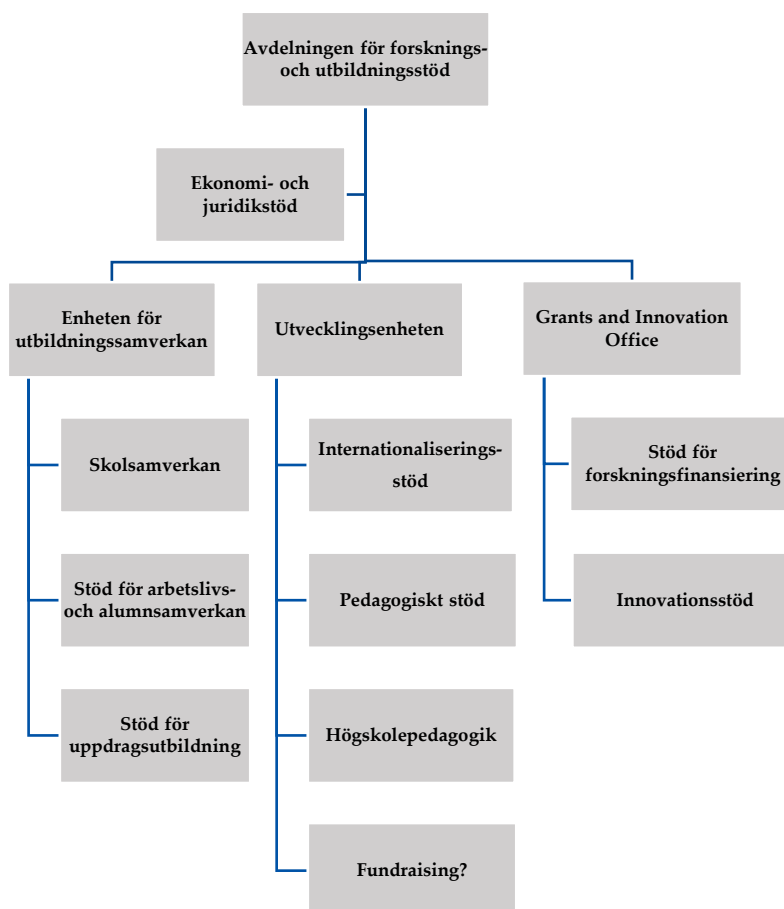 Avdelningen för forsknings-
och utbildningsstöd
Ekonomi- och
juridikstöd
Enheten för
utbildningssamverkan
Utvecklingsenheten
Grants and Innovation
Office
Skolsamverkan
Stöd för arbetslivs-
och alumnsamverkan
Stöd för
uppdragsutbildning
Internationaliserings-
stöd
Pedagogiskt stöd
Högskolepedagogik
Fundraising?
Stöd för
forskningsfinansiering
Innovationsstöd